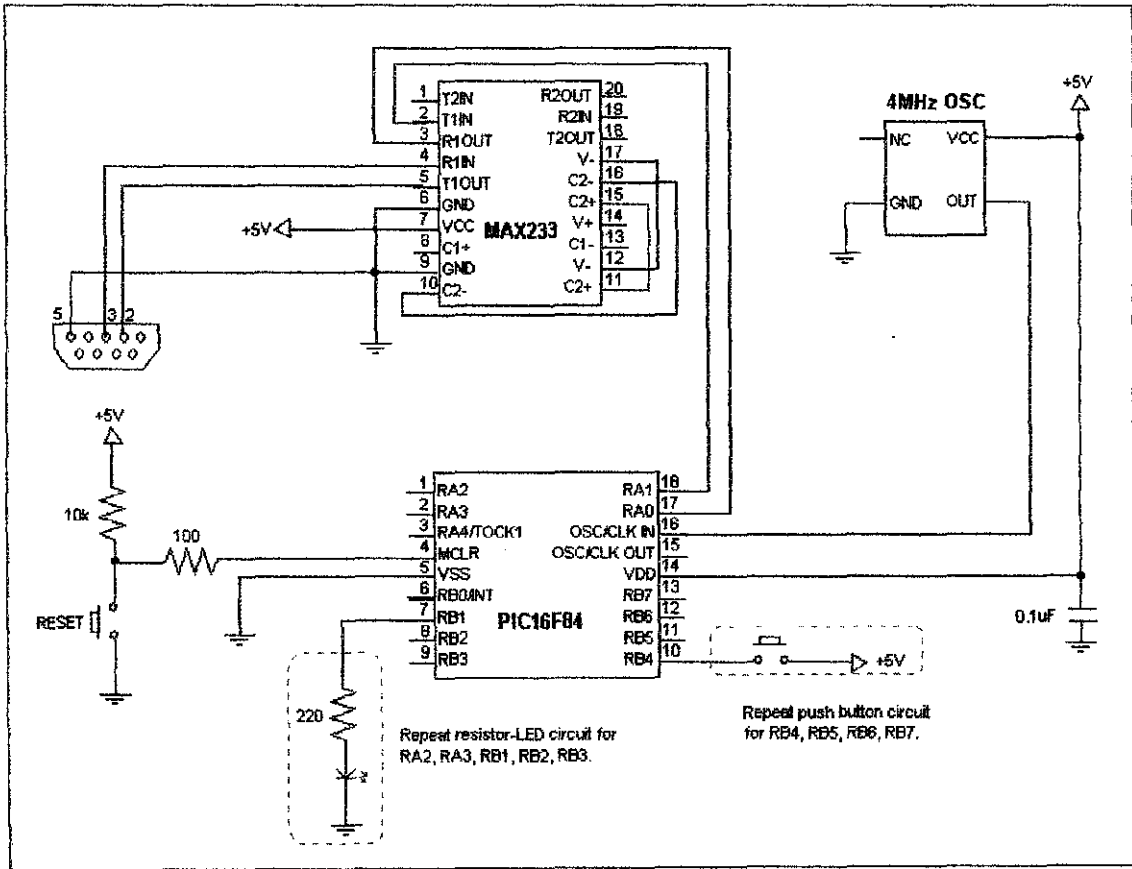 1 T2IN
2 T1IN
3 R1OUT
4 R1IN
5 T1OUT
6 GND
7 VCC
8 C1+
9 GND
10 C2-
MAX233
20 R2OUT
19 R2IN
18 T2OUT
17 V-
16 C2-
15 C2+
14 V+
13 C1-
12 V-
11 C2+
+5V
5 3 2
4MHz OSC
NC VCC
GND OUT
+5V
+5V
10k
100
RESET
1 RA2
2 RA3
3 RA4/TOCK1
4 MCLR
5 VSS
6 RB0/INT
7 RB1
8 RB2
9 RB3
PIC16F84
18 RA1
17 RA0
16 OSC/CLK IN
15 OSC/CLK OUT
14 VDD
13 RB7
12 RB6
11 RB5
10 RB4
0.1uF
+5V
220
Repeat resistor-LED circuit for
RA2, RA3, RB1, RB2, RB3.
Repeat push button circuit
for RB4, RB5, RB6, RB7.